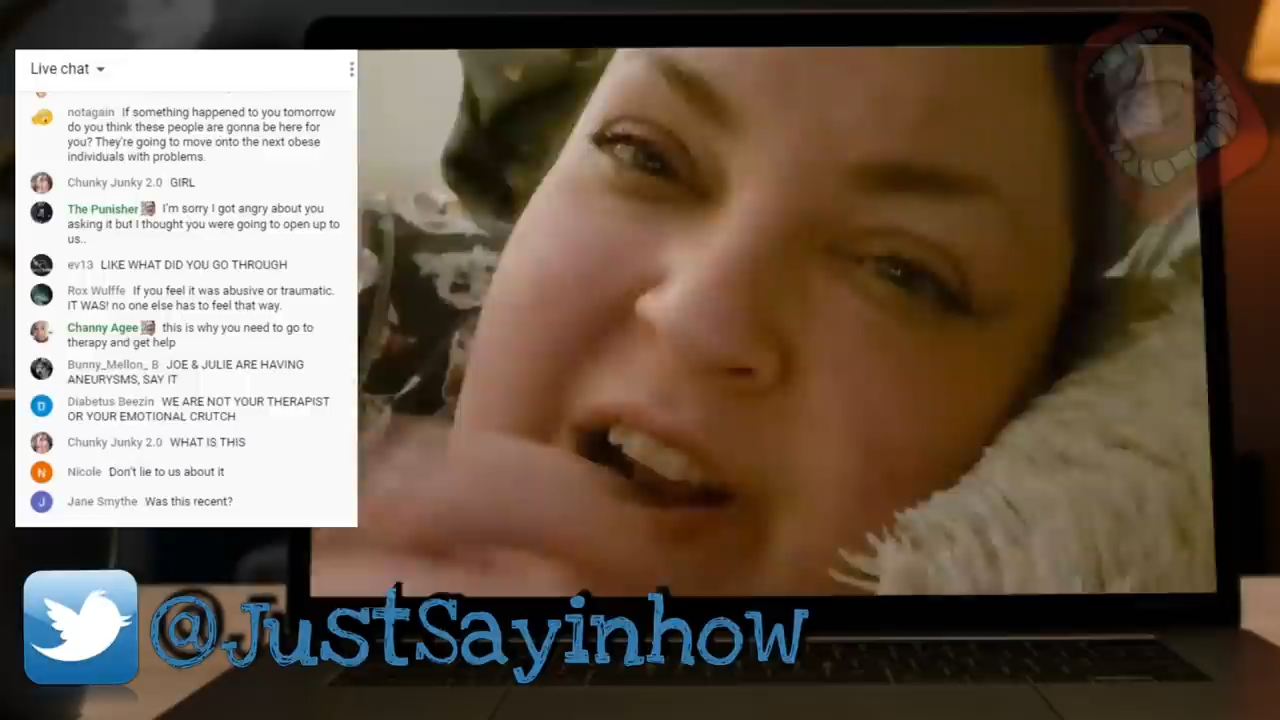 Live chat
notagain If something happened to you tomorrow
do you think these people are gonna be here for
you? They're going to move onto the next obese
individuals with problems.
Chunky Junky 2.0 GIRL
The Punisher I'm sorry I got angry about you
asking it but I thought you were going to open up to
us..
ev13 LIKE WHAT DID YOU GO THROUGH
Rox Wulffe If you feel it was abusive or traumatic.
IT WAS! no one else has to feel that way.
Channy Agee this is why you need to go to
therapy and get help
Bunny_Mellon_ B JOE & JULIE ARE HAVING
ANEURYSMS, SAY IT
D
Diabetus Beezin WE ARE NOT YOUR THERAPIST
OR YOUR EMOTIONAL CRUTCH
Chunky Junky 2.0 WHAT IS THIS
N
Nicole Don't lie to us about it
J
Jane Smythe Was this recent?
@JustSayinhow